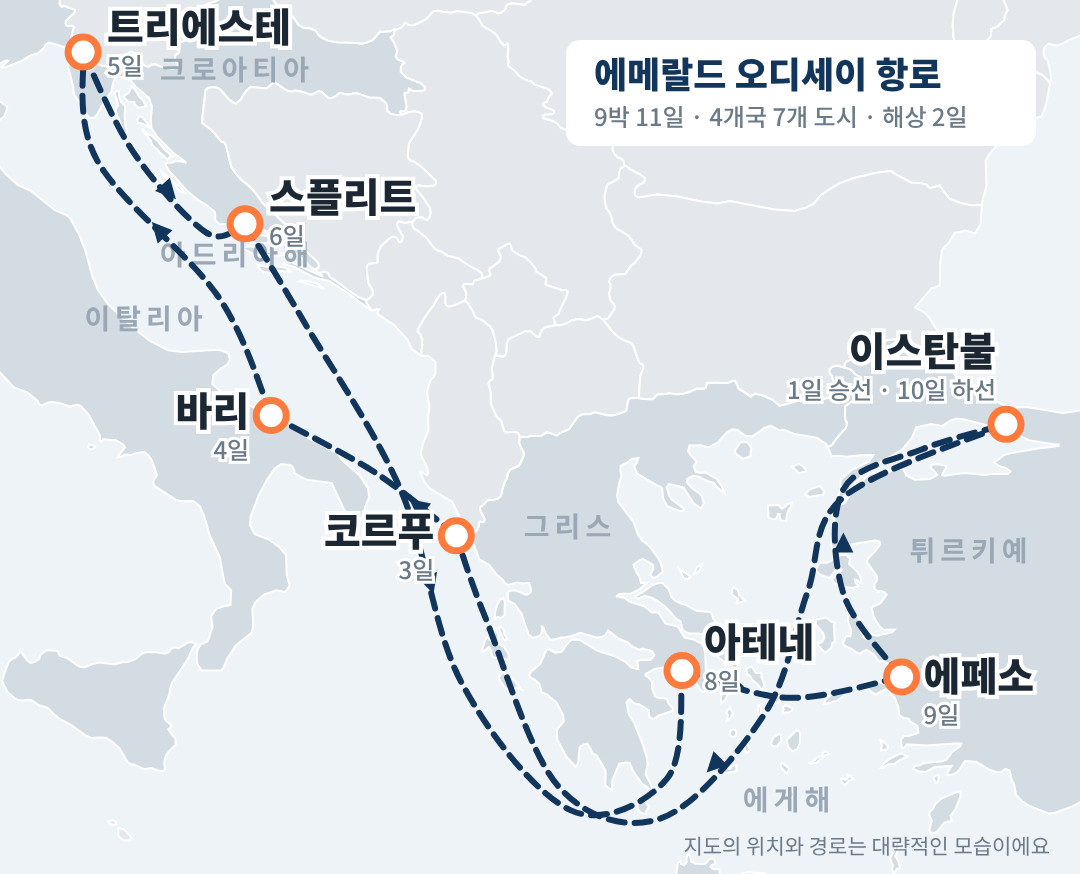 트리에스테
5일
크로아티아
에메랄드 오디세이 항로
9박 11일 · 4개국 7개 도시 · 해상 2일
스플리트
6일
아드리아해
이탈리아
이스탄불
1일 승선 · 10일 하선
바리
4일
코르푸
3일
그리스
튀르키예
아테네
8일
에페소
9일
에게해
지도의 위치와 경로는 대략적인 모습이에요